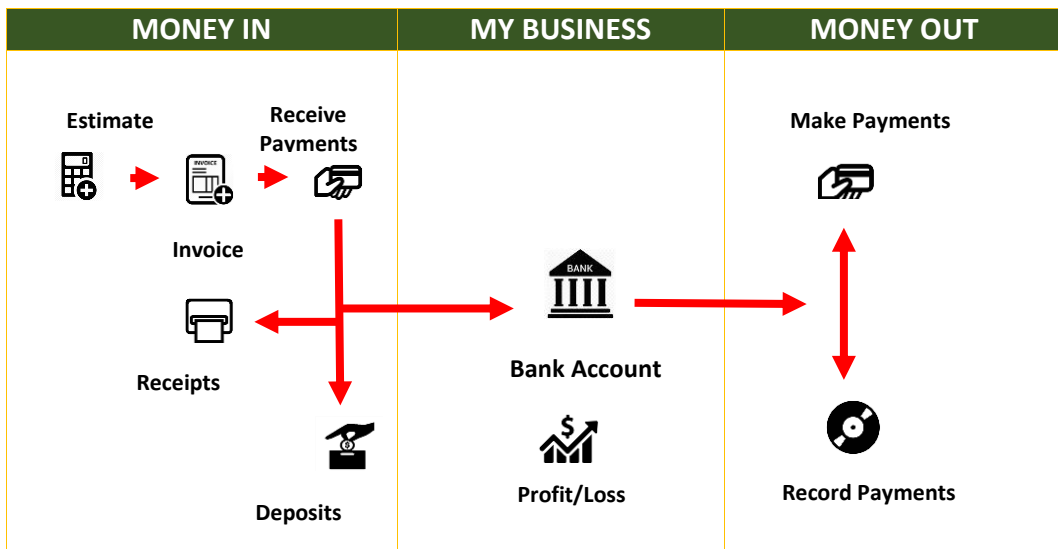 MONEY IN
MY BUSINESS
MONEY OUT
Estimate
Receive
Payments
Make Payments
INVOICE
Invoice
BANK
Bank Account
Receipts
$
$
Profit/Loss
Record Payments
Deposits